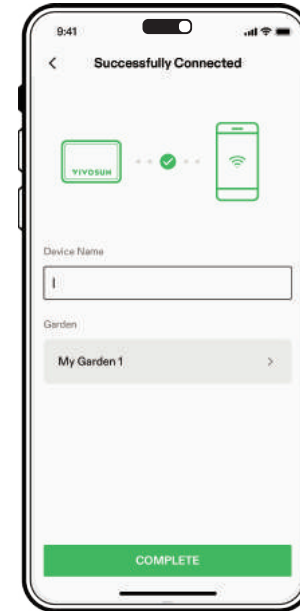 9:41
Successfully Connected
VIVOSUN
Device Name
Garden
My Garden 1
COMPLETE